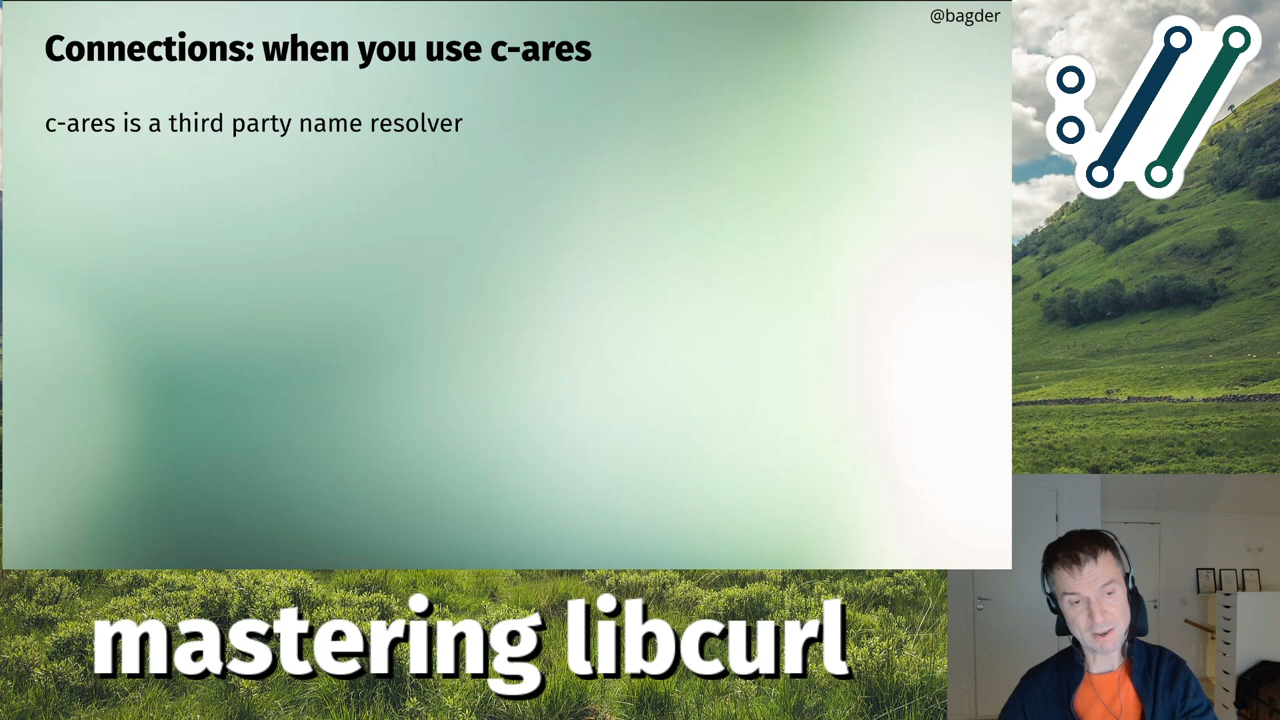 @bagder
Connections: when you use c-ares
c-ares is a third party name resolver
mastering libcurl